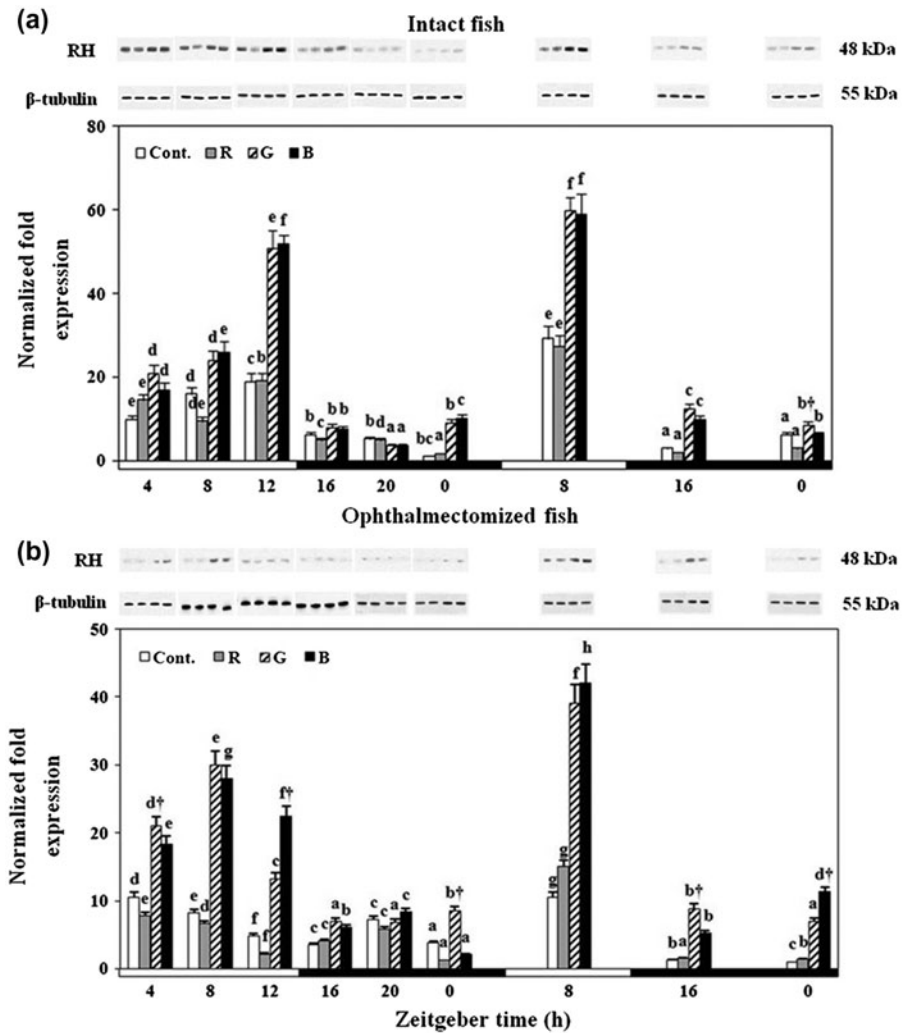 (a)
Intact fish
RH 48 kDa
β-tubulin 55 kDa
80
60
40
20
0
Normalized fold
expression
Cont. R G B
e e d d
d d e d e
c b e f
b c b b
b d a a
bc a b c
e e f f
a a c c
a a b† b
4 8 12 16 20 0 8 16 0
Ophthalmectomized fish
(b)
RH 48 kDa
β-tubulin 55 kDa
50
40
30
20
10
0
Normalized fold
expression
Cont. R G B
d e d† e
e d e g
f f c f†
c c a b
c c a c
a a b† a
g g f h
b a b† b
c b a d†
4 8 12 16 20 0 8 16 0
Zeitgeber time (h)